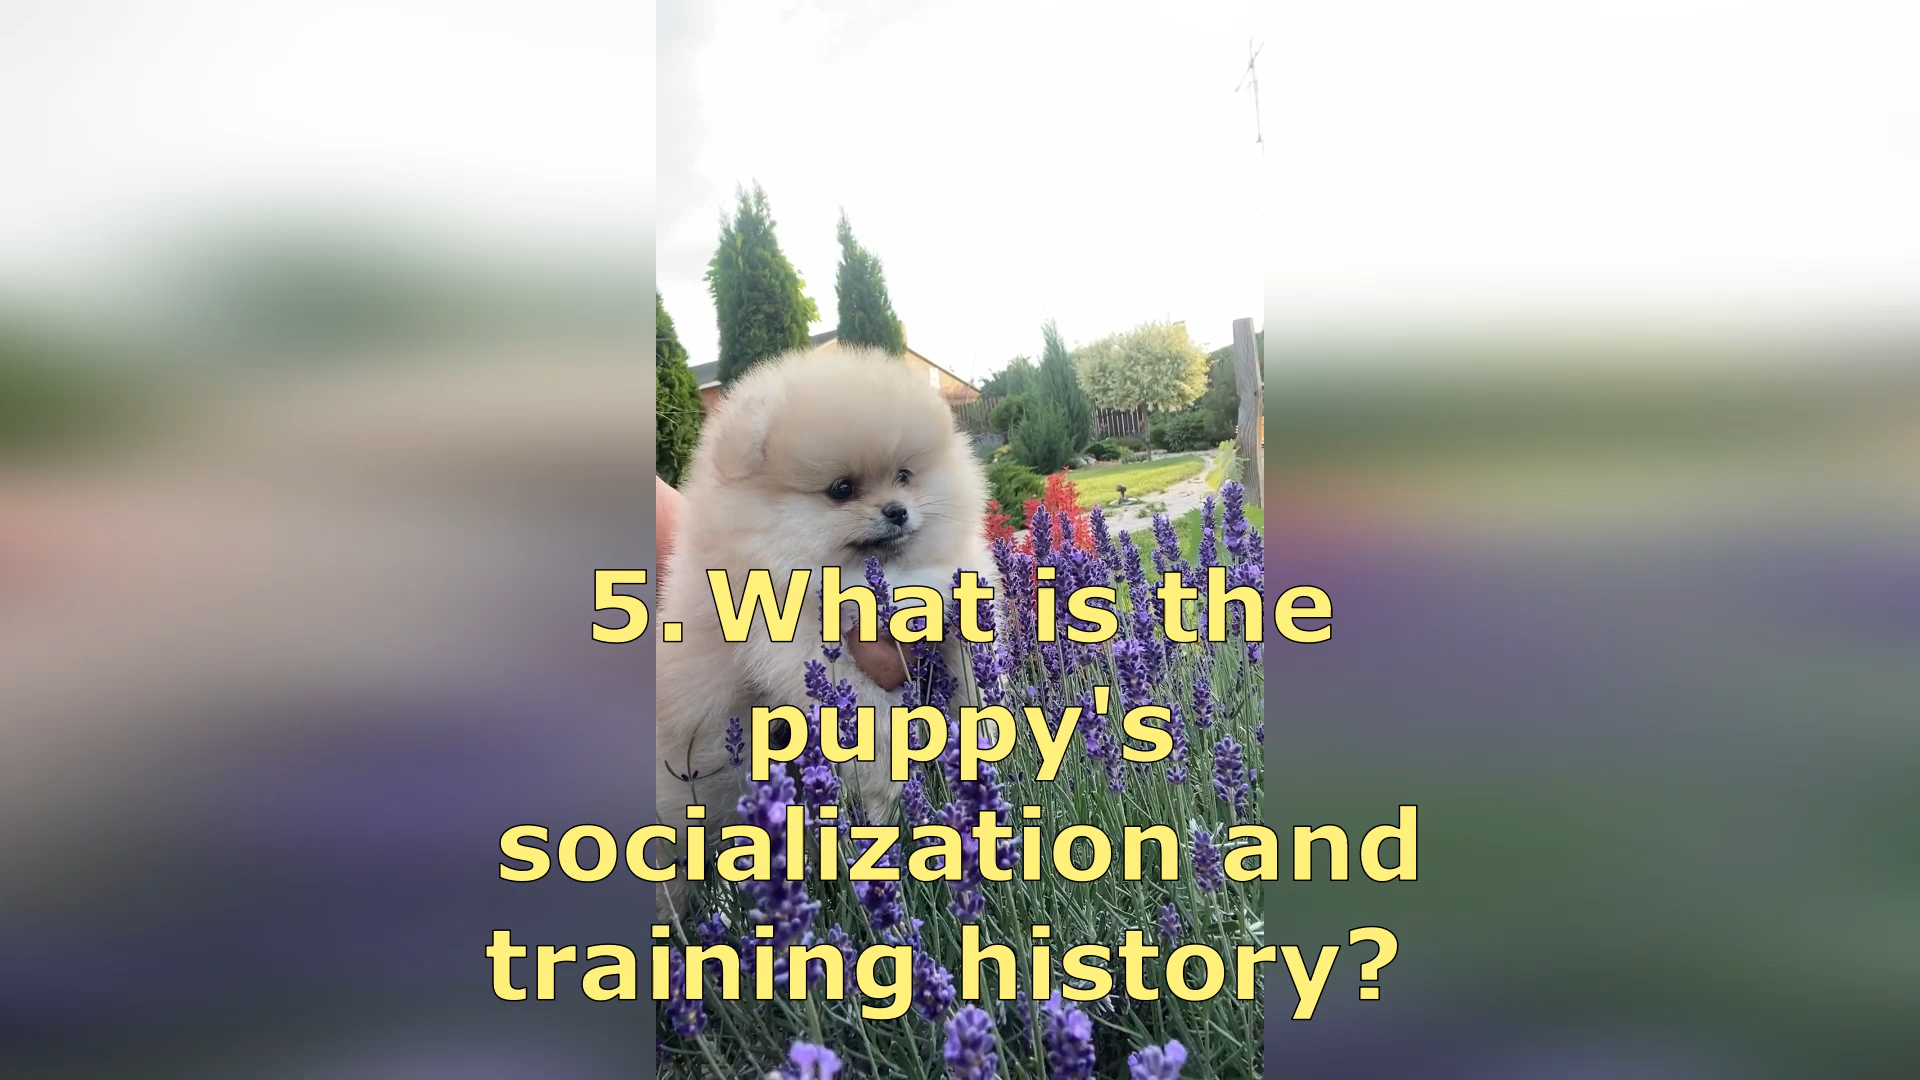 5. What is the
puppy's
socialization and
training history?